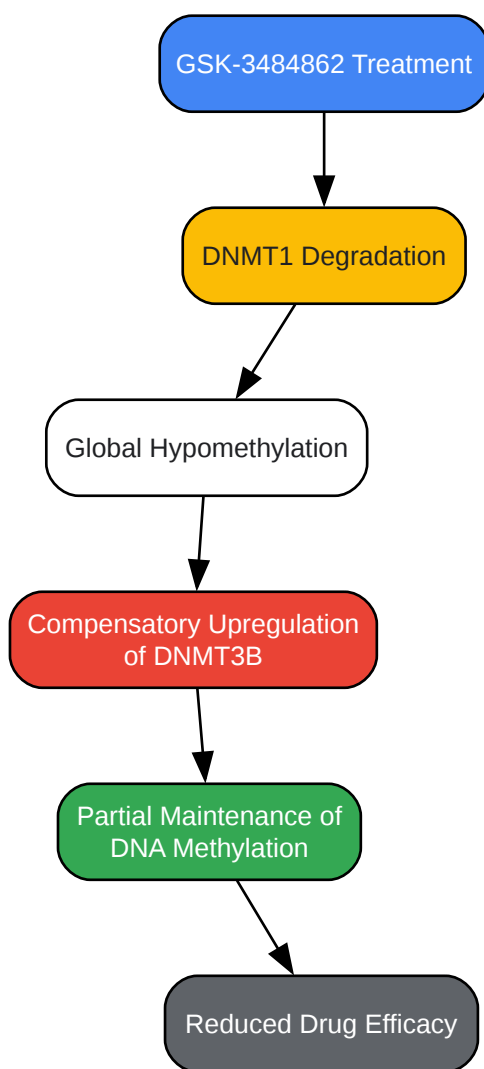 GSK-3484862 Treatment
DNMT1 Degradation
Global Hypomethylation
Compensatory Upregulation
of DNMT3B
Partial Maintenance of
DNA Methylation
Reduced Drug Efficacy